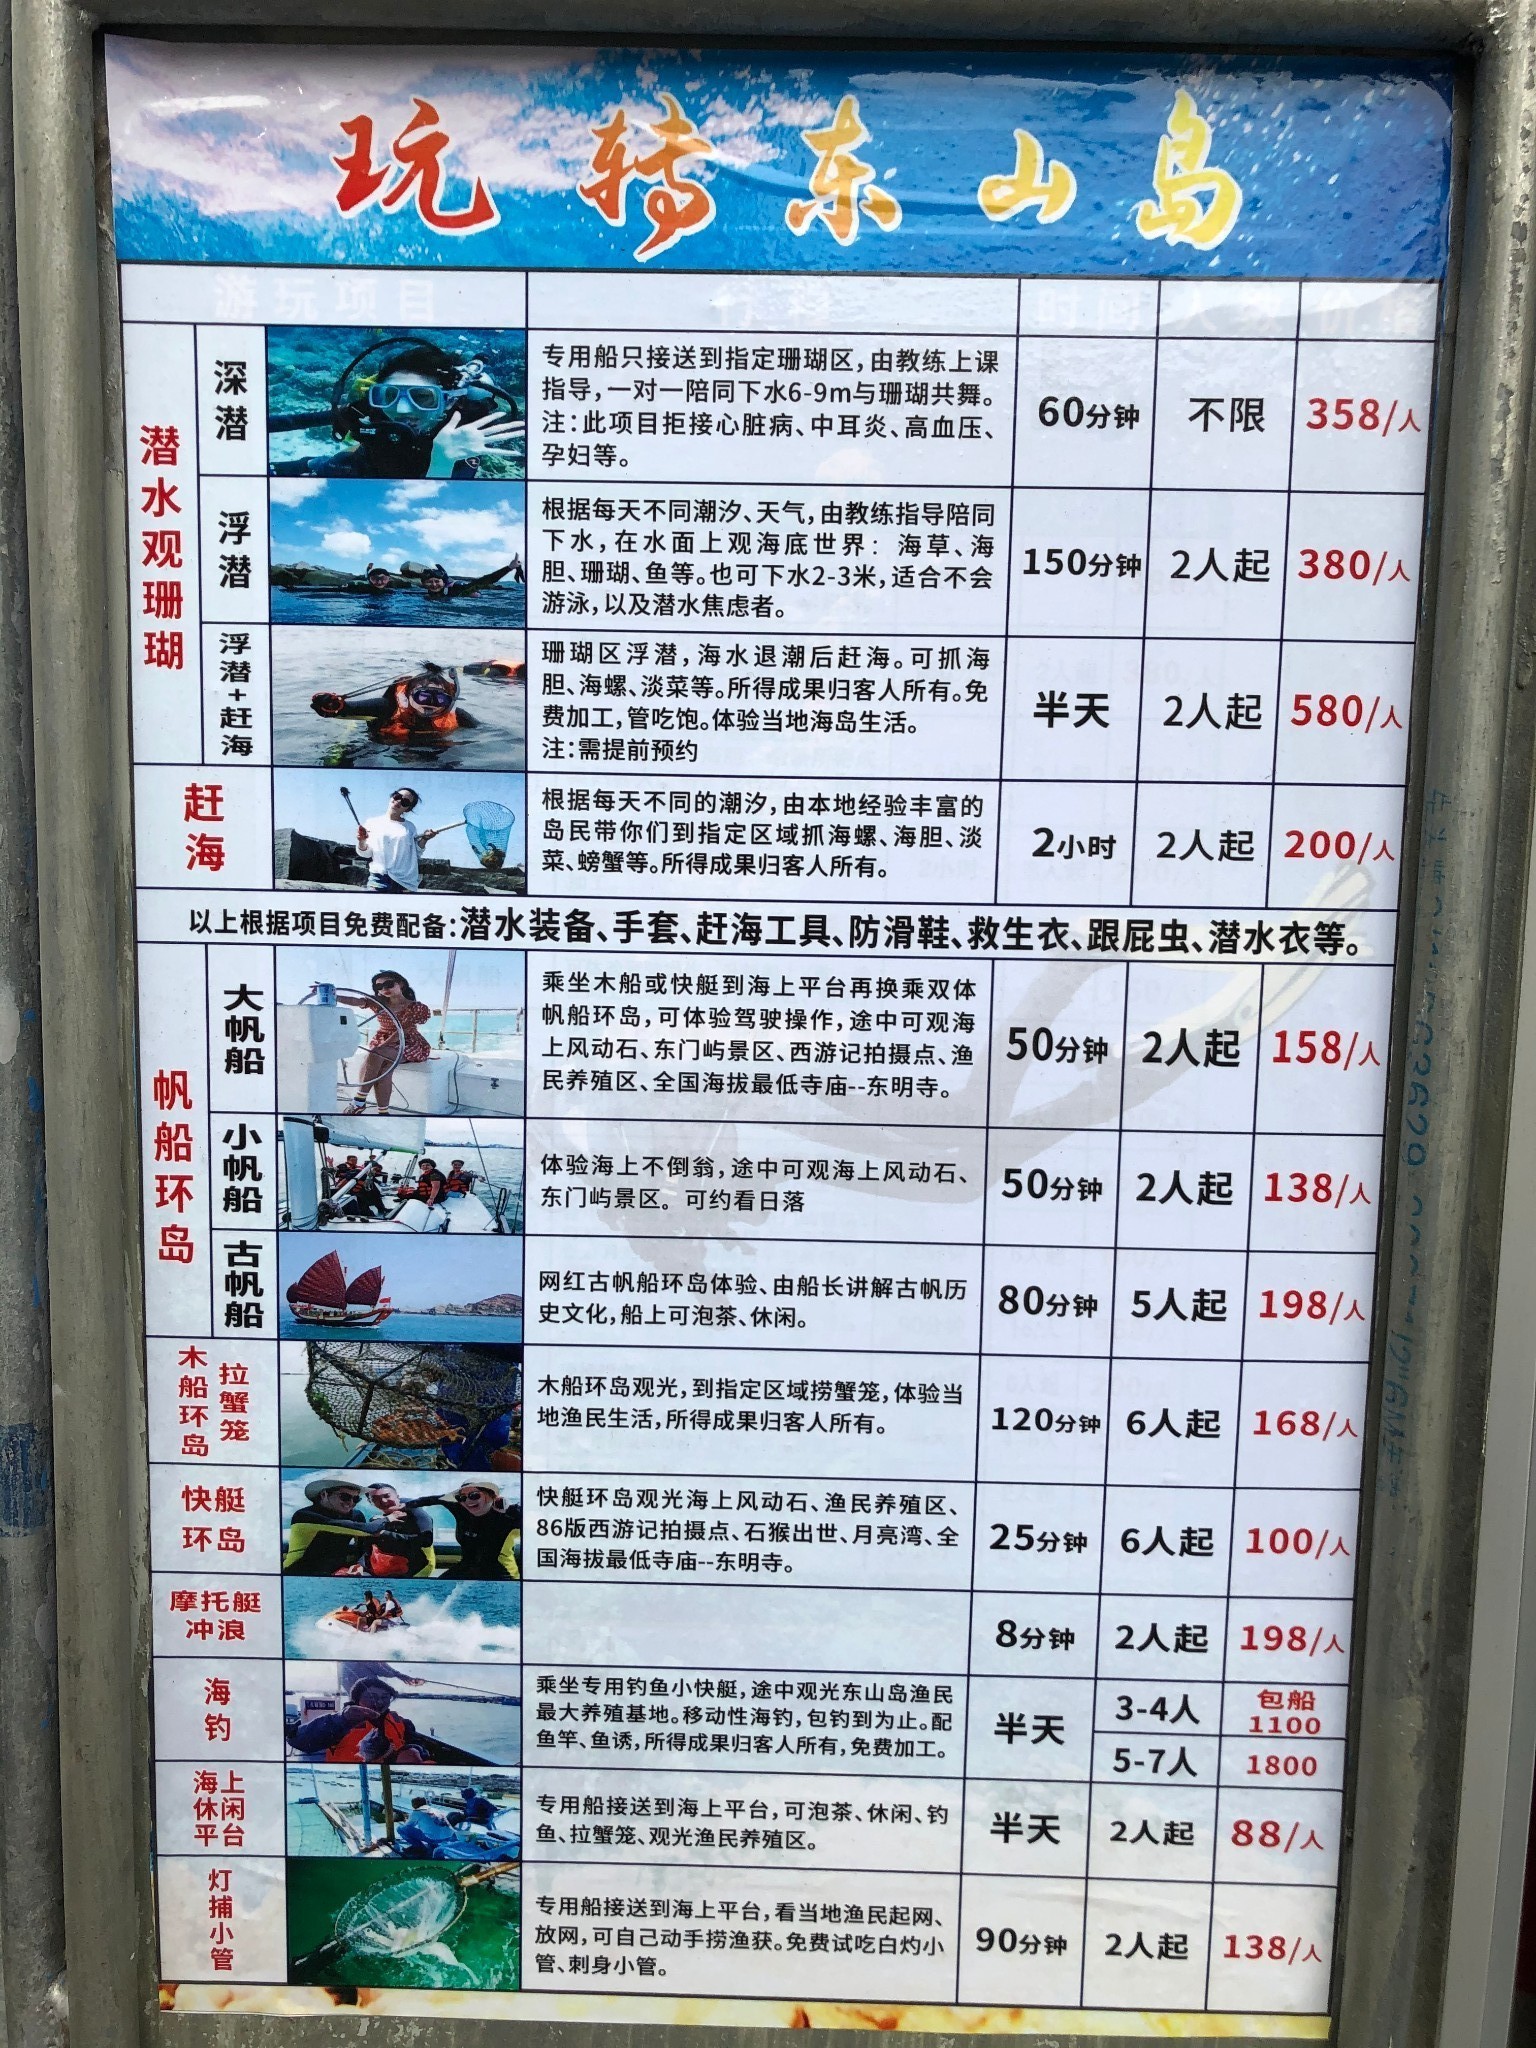 玩转东山岛
游玩项目 行程 时间 人数 价格
潜水观珊瑚
深潜
专用船只接送到指定珊瑚区，由教练上课
指导，一对一陪同下水6-9m与珊瑚共舞。
注：此项目拒接心脏病、中耳炎、高血压、
孕妇等。
60分钟 不限 358/人
浮潜
根据每天不同潮汐、天气，由教练指导陪同
下水，在水面上观海底世界：海草、海
胆、珊瑚、鱼等。也可下水2-3米，适合不会
游泳，以及潜水焦虑者。
150分钟 2人起 380/人
浮潜+赶海
珊瑚区浮潜，海水退潮后赶海。可抓海
胆、海螺、淡菜等。所得成果归客人所有。免
费加工，管吃饱。体验当地海岛生活。
注：需提前预约
半天 2人起 580/人
赶海
根据每天不同的潮汐，由本地经验丰富的
岛民带你们到指定区域抓海螺、海胆、淡
菜、螃蟹等。所得成果归客人所有。
2小时 2人起 200/人
以上根据项目免费配备：潜水装备、手套、赶海工具、防滑鞋、救生衣、跟屁虫、潜水衣等。
帆船环岛
大帆船
乘坐木船或快艇到海上平台再换乘双体
帆船环岛，可体验驾驶操作，途中可观海
上风动石、东门屿景区、西游记拍摄点、渔
民养殖区、全国海拔最低寺庙--东明寺。
50分钟 2人起 158/人
小帆船
体验海上不倒翁，途中可观海上风动石、
东门屿景区。可约看日落
50分钟 2人起 138/人
古帆船
网红古帆船环岛体验、由船长讲解古帆历
史文化，船上可泡茶、休闲。
80分钟 5人起 198/人
木船环岛
拉蟹笼
木船环岛观光，到指定区域捞蟹笼，体验当
地渔民生活，所得成果归客人所有。
120分钟 6人起 168/人
快艇
环岛
快艇环岛观光海上风动石、渔民养殖区、
86版西游记拍摄点、石猴出世、月亮湾、全
国海拔最低寺庙--东明寺。
25分钟 6人起 100/人
摩托艇
冲浪
8分钟 2人起 198/人
海钓
乘坐专用钓鱼小快艇，途中观光东山岛渔民
最大养殖基地。移动性海钓，包钓到为止。配
鱼竿、鱼诱，所得成果归客人所有，免费加工。
半天
3-4人 包船
1100
5-7人 1800
海上
休闲
平台
专用船接送到海上平台，可泡茶、休闲、钓
鱼、拉蟹笼、观光渔民养殖区。
半天 2人起 88/人
灯捕小管
专用船接送到海上平台，看当地渔民起网、
放网，可自己动手捞渔获。免费试吃白灼小
管、刺身小管。
90分钟 2人起 138/人